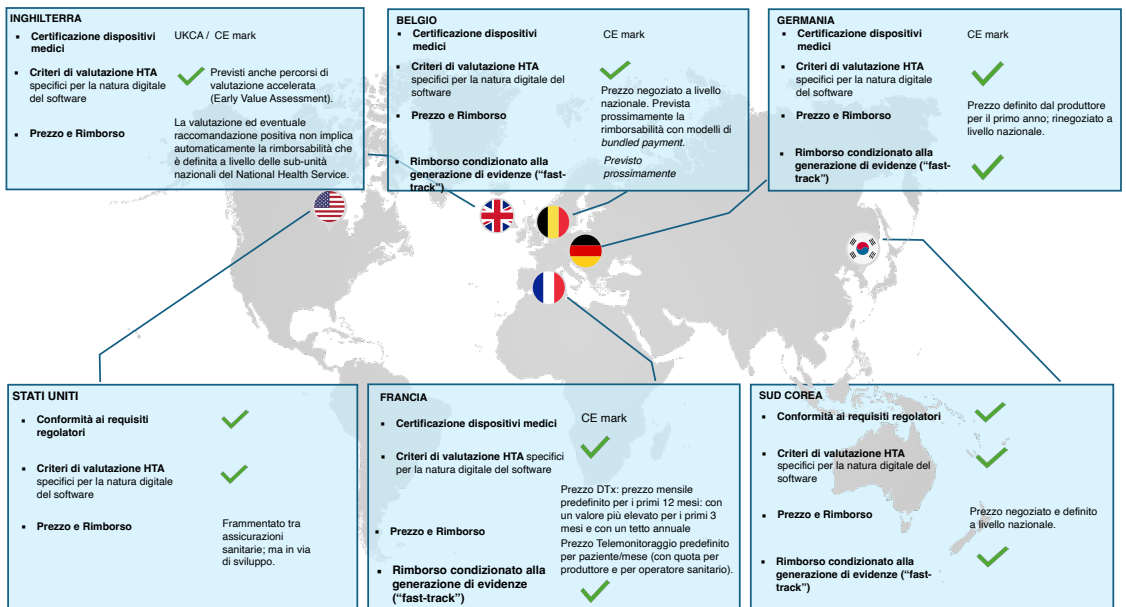 INGHILTERRA
▪ Certificazione dispositivi
medici
UKCA / CE mark
▪ Criteri di valutazione HTA
specifici per la natura digitale
del software
Previsti anche percorsi di
valutazione accelerata
(Early Value Assessment).
▪ Prezzo e Rimborso
La valutazione ed eventuale
raccomandazione positiva non implica
automaticamente la rimborsabilità che
è definita a livello delle sub-unità
nazionali del National Health Service.
BELGIO
▪ Certificazione dispositivi
medici
CE mark
▪ Criteri di valutazione HTA
specifici per la natura digitale del
software
▪ Prezzo e Rimborso
Prezzo negoziato a livello
nazionale. Prevista
prossimamente la
rimborsabilità con modelli di
bundled payment.
▪ Rimborso condizionato alla
generazione di evidenze (“fast-
track”)
Previsto
prossimamente
GERMANIA
▪ Certificazione dispositivi
medici
CE mark
▪ Criteri di valutazione HTA
specifici per la natura digitale
del software
▪ Prezzo e Rimborso
Prezzo definito dal produttore
per il primo anno; rinegoziato a
livello nazionale.
▪ Rimborso condizionato alla
generazione di evidenze (“fast-
track”)
STATI UNITI
▪ Conformità ai requisiti
regolatori
▪ Criteri di valutazione HTA
specifici per la natura digitale
del software
▪ Prezzo e Rimborso
Frammentato tra
assicurazioni
sanitarie; ma in via
di sviluppo.
FRANCIA
▪ Certificazione dispositivi medici
CE mark
▪ Criteri di valutazione HTA specifici
per la natura digitale del software
▪ Prezzo e Rimborso
Prezzo DTx: prezzo mensile
predefinito per i primi 12 mesi: con
un valore più elevato per i primi 3
mesi e con un tetto annuale
Prezzo Telemonitoraggio predefinito
per paziente/mese (con quota per
produttore e per operatore sanitario).
▪ Rimborso condizionato alla
generazione di evidenze
(“fast-track”)
SUD COREA
▪ Conformità ai requisiti regolatori
▪ Criteri di valutazione HTA
specifici per la natura digitale del
software
▪ Prezzo e Rimborso
Prezzo negoziato e definito
a livello nazionale.
▪ Rimborso condizionato alla
generazione di evidenze (“fast-
track”)